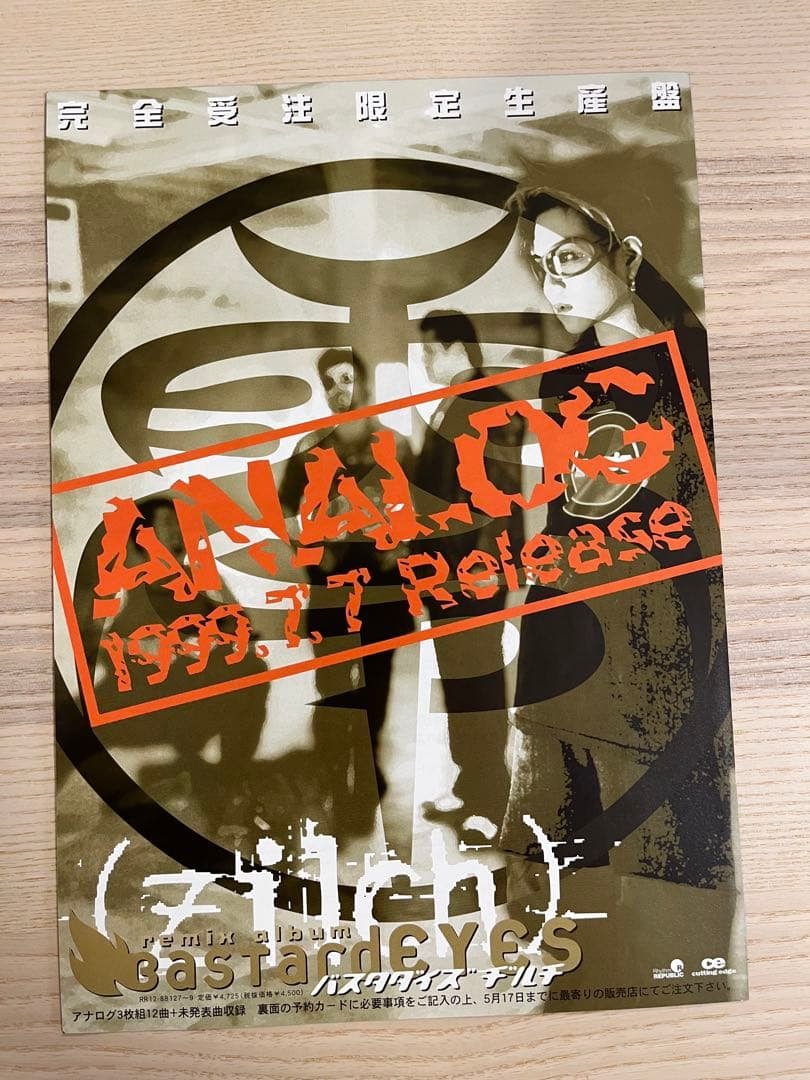 完全受注限定生産盤
ANALOG
1999.7.7 Release
(zilch)
remix album
BasTardEYES
バスタダイズ ヂルチ
RR12-88127~9 定価¥4,725(税抜価格¥4,500)
Rhythm REPUBLIC
ce
cutting edge
アナログ3枚組12曲+未発表曲収録 裏面の予約カードに必要事項をご記入の上、5月17日までに最寄りの販売店にてご注文下さい。